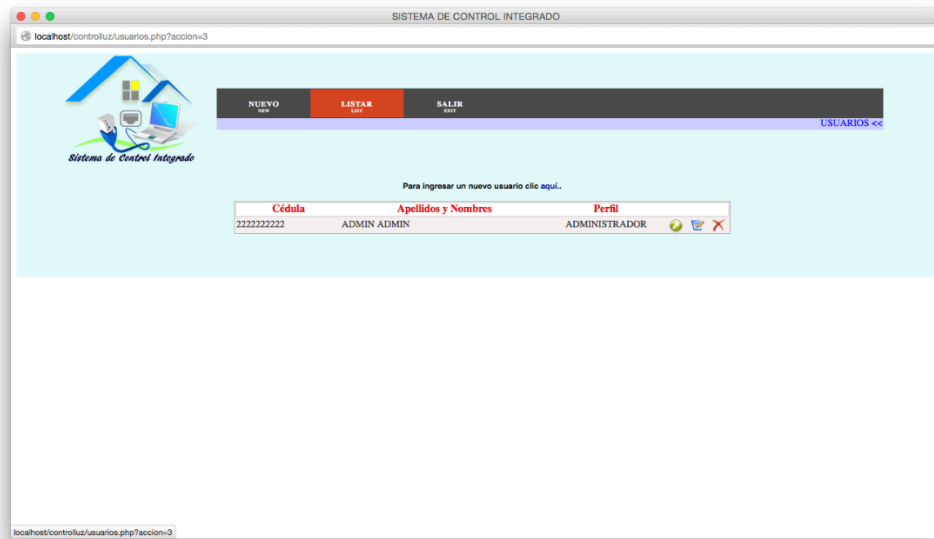 SISTEMA DE CONTROL INTEGRADO
localhost/controlluz/usuarios.php?accion=3
NUEVO LISTAR SALIR
NEW LIST EXIT
USUARIOS <<
Sistema de Control Integrado
Para ingresar un nuevo usuario clic aquí..
Cédula Apellidos y Nombres Perfil
2222222222 ADMIN ADMIN ADMINISTRADOR
localhost/controlluz/usuarios.php?accion=3